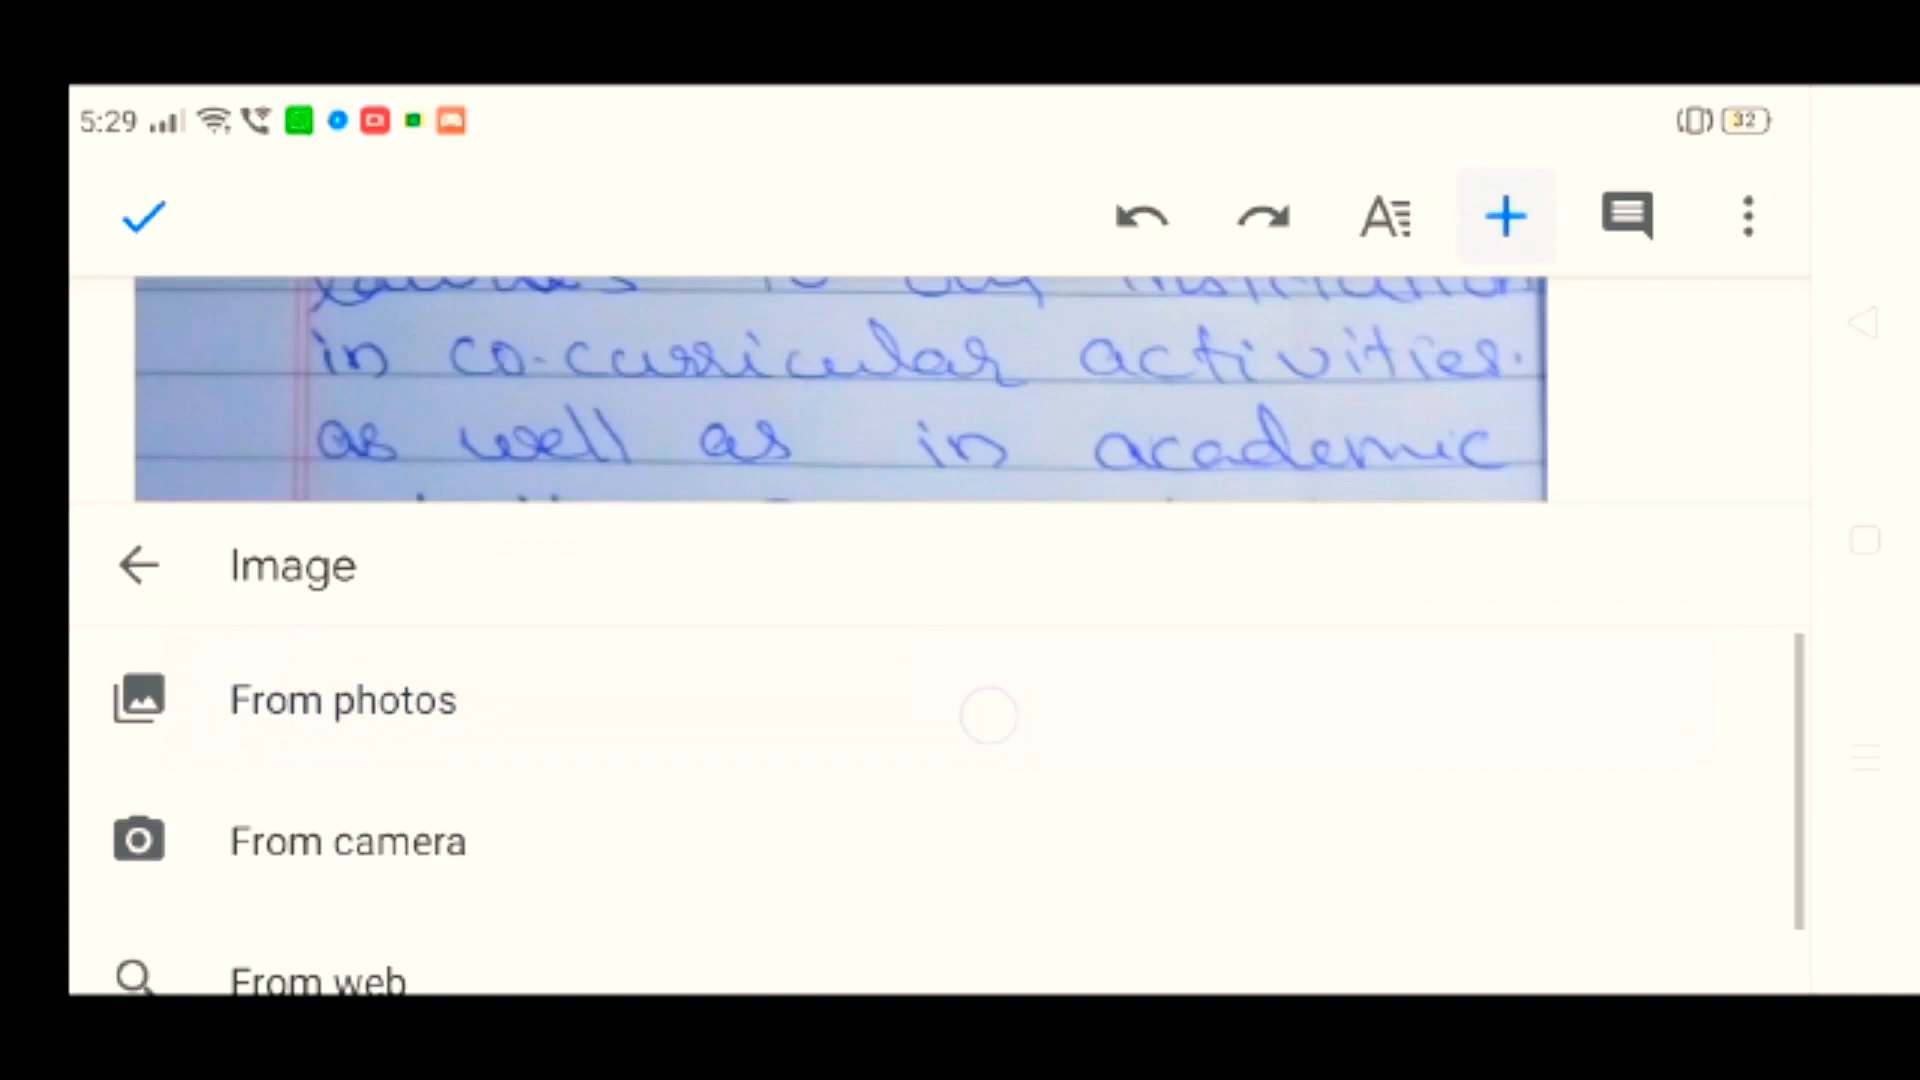 5:29
32
in co-curricular activities.
as well as in academic
Image
From photos
From camera
From web